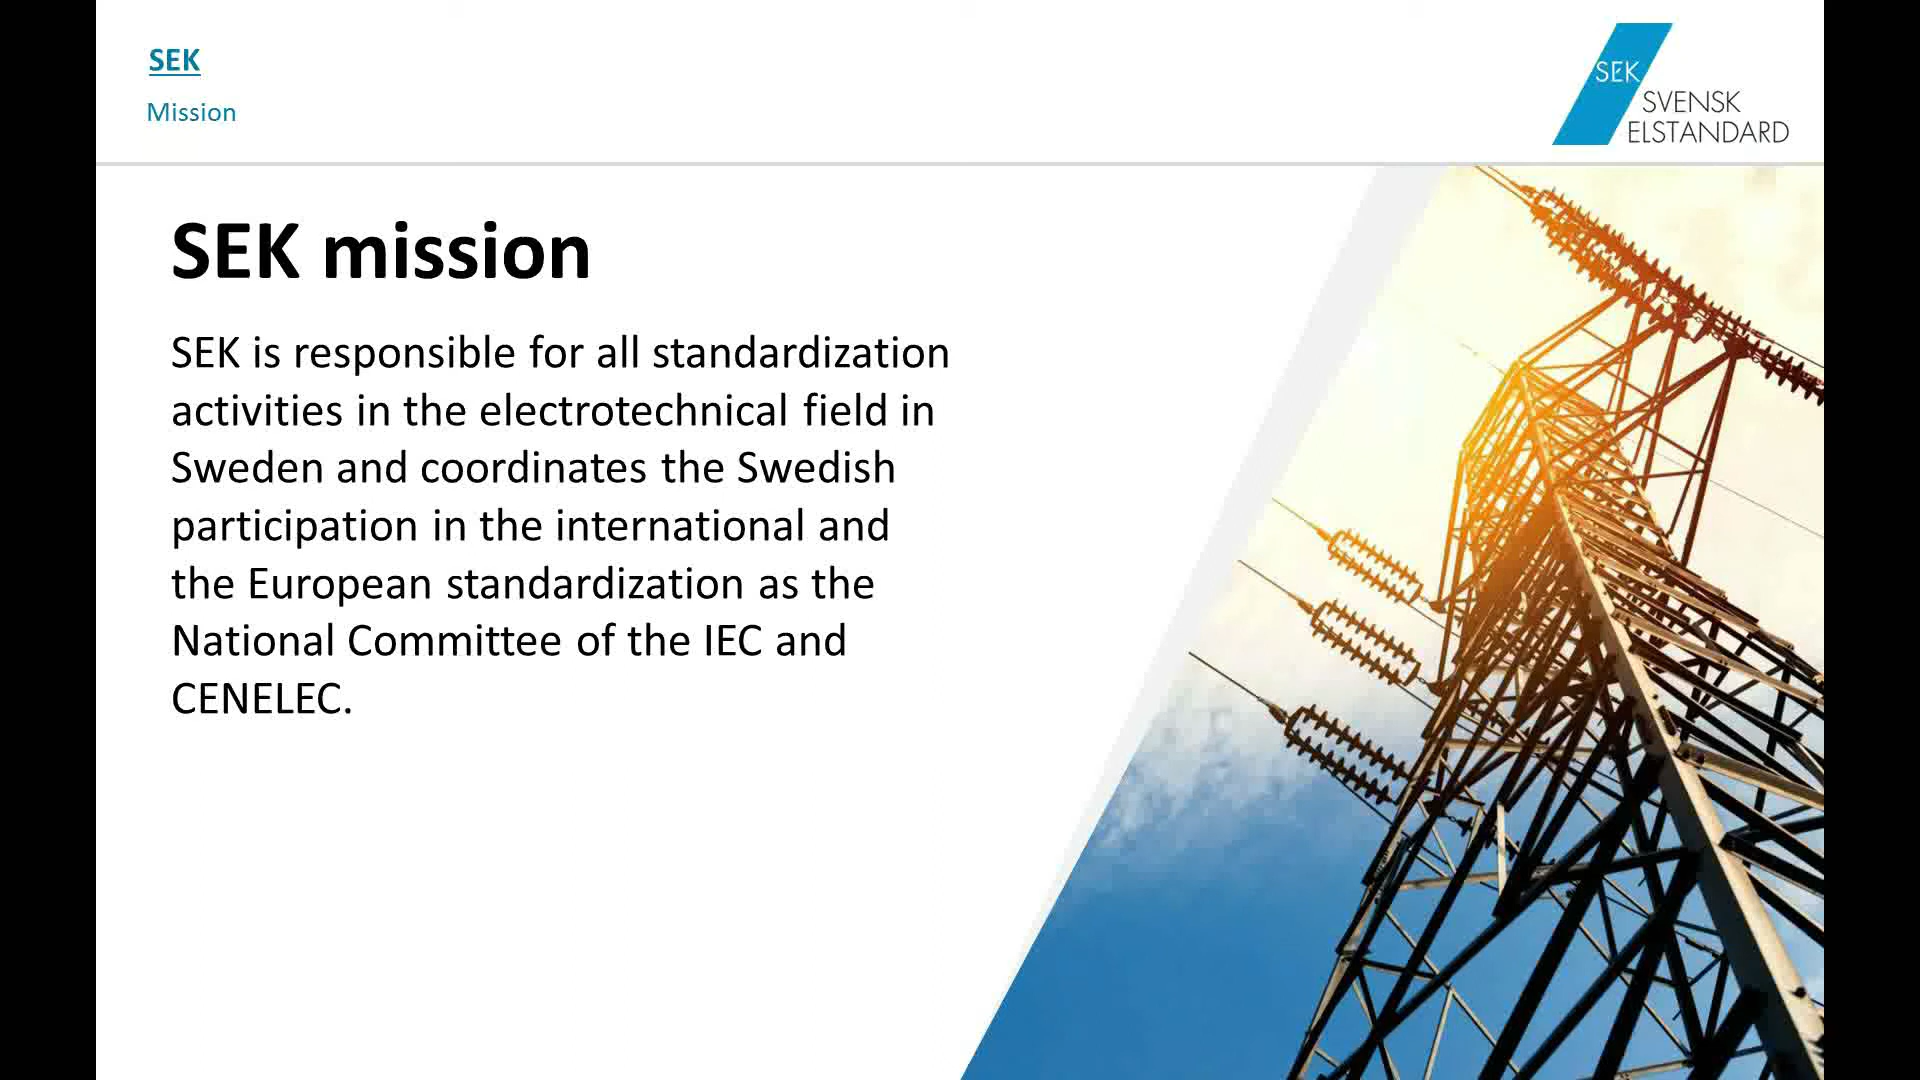 SEK
Mission
SEK
SVENSK
ELSTANDARD
SEK mission
SEK is responsible for all standardization
activities in the electrotechnical field in
Sweden and coordinates the Swedish
participation in the international and
the European standardization as the
National Committee of the IEC and
CENELEC.